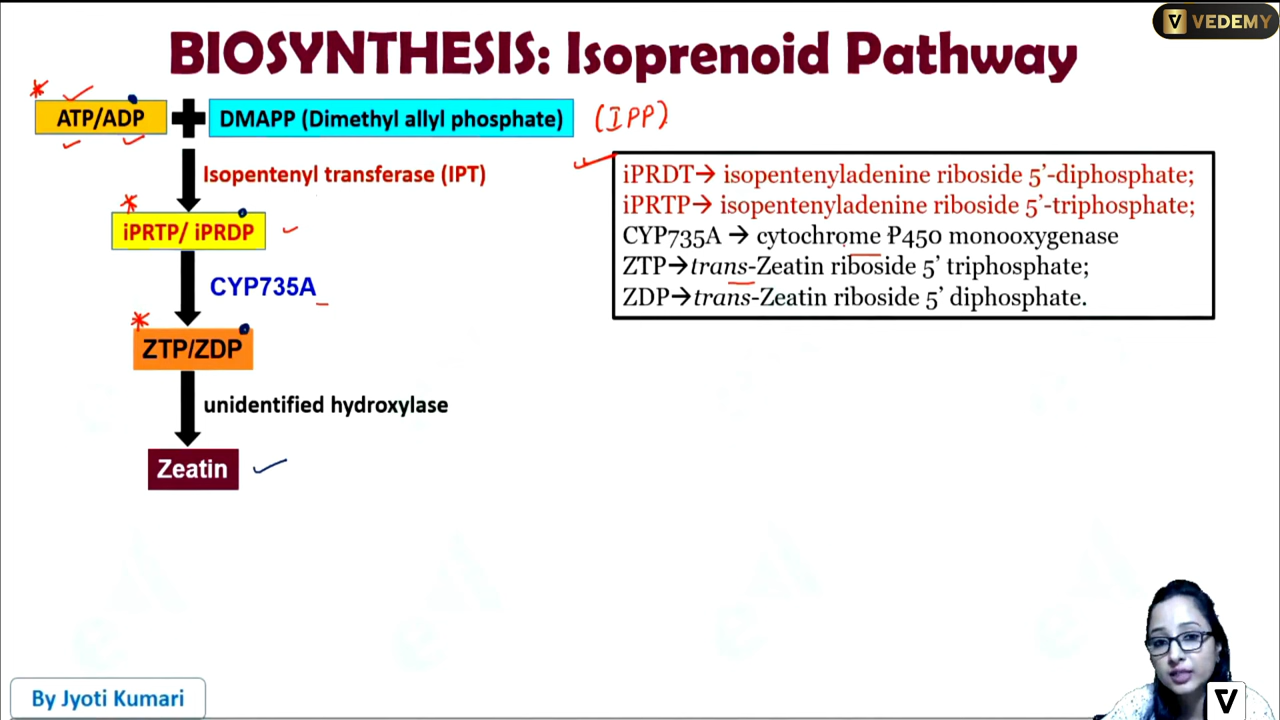 VEDEMY
BIOSYNTHESIS: Isoprenoid Pathway
ATP/ADP + DMAPP (Dimethyl allyl phosphate) (IPP)
Isopentenyl transferase (IPT)
iPRTP/ iPRDP
CYP735A
ZTP/ZDP
unidentified hydroxylase
Zeatin
iPRDT→ isopentenyladenine riboside 5’-diphosphate;
iPRTP→ isopentenyladenine riboside 5’-triphosphate;
CYP735A → cytochrome P450 monooxygenase
ZTP→trans-Zeatin riboside 5’ triphosphate;
ZDP→trans-Zeatin riboside 5’ diphosphate.
By Jyoti Kumari